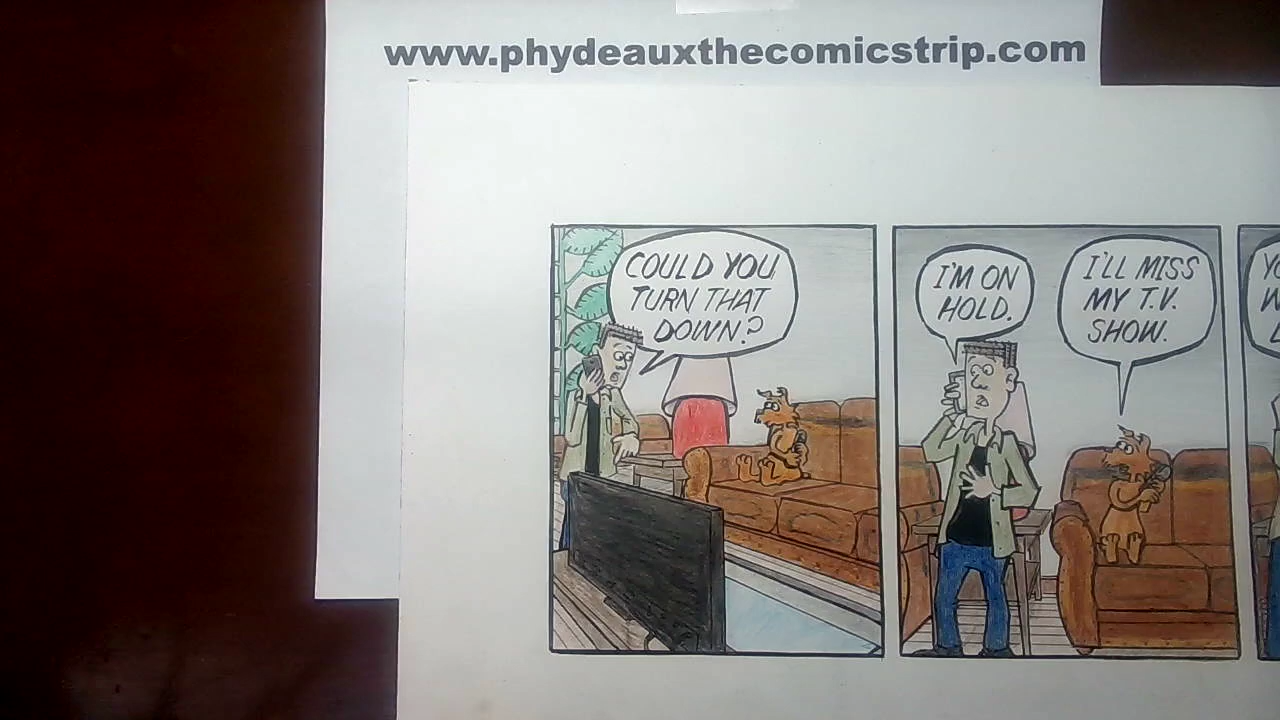 www.phydeauxthecomicstrip.com
COULD YOU
TURN THAT
DOWN?
I'M ON
HOLD.
I'LL MISS
MY T.V.
SHOW.